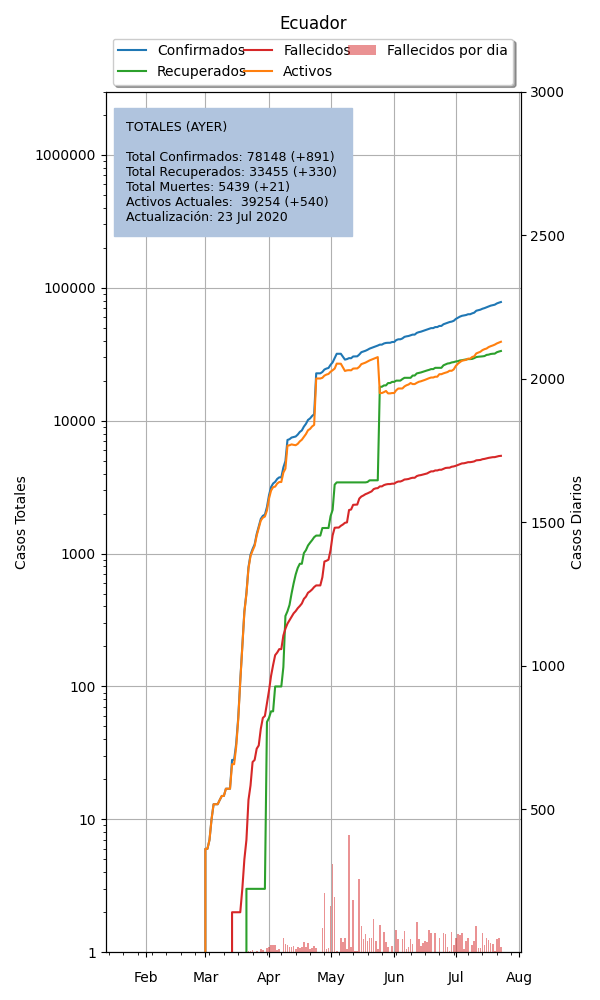 Ecuador
Confirmados
Recuperados
Fallecidos
Activos
Fallecidos por dia
TOTALES (AYER)
Total Confirmados: 78148 (+891)
Total Recuperados: 33455 (+330)
Total Muertes: 5439 (+21)
Activos Actuales:  39254 (+540)
Actualización: 23 Jul 2020
Casos Totales
1000000
100000
10000
1000
100
10
1
3000
2500
2000
1500
1000
500
Casos Diarios
Feb Mar Apr May Jun Jul Aug